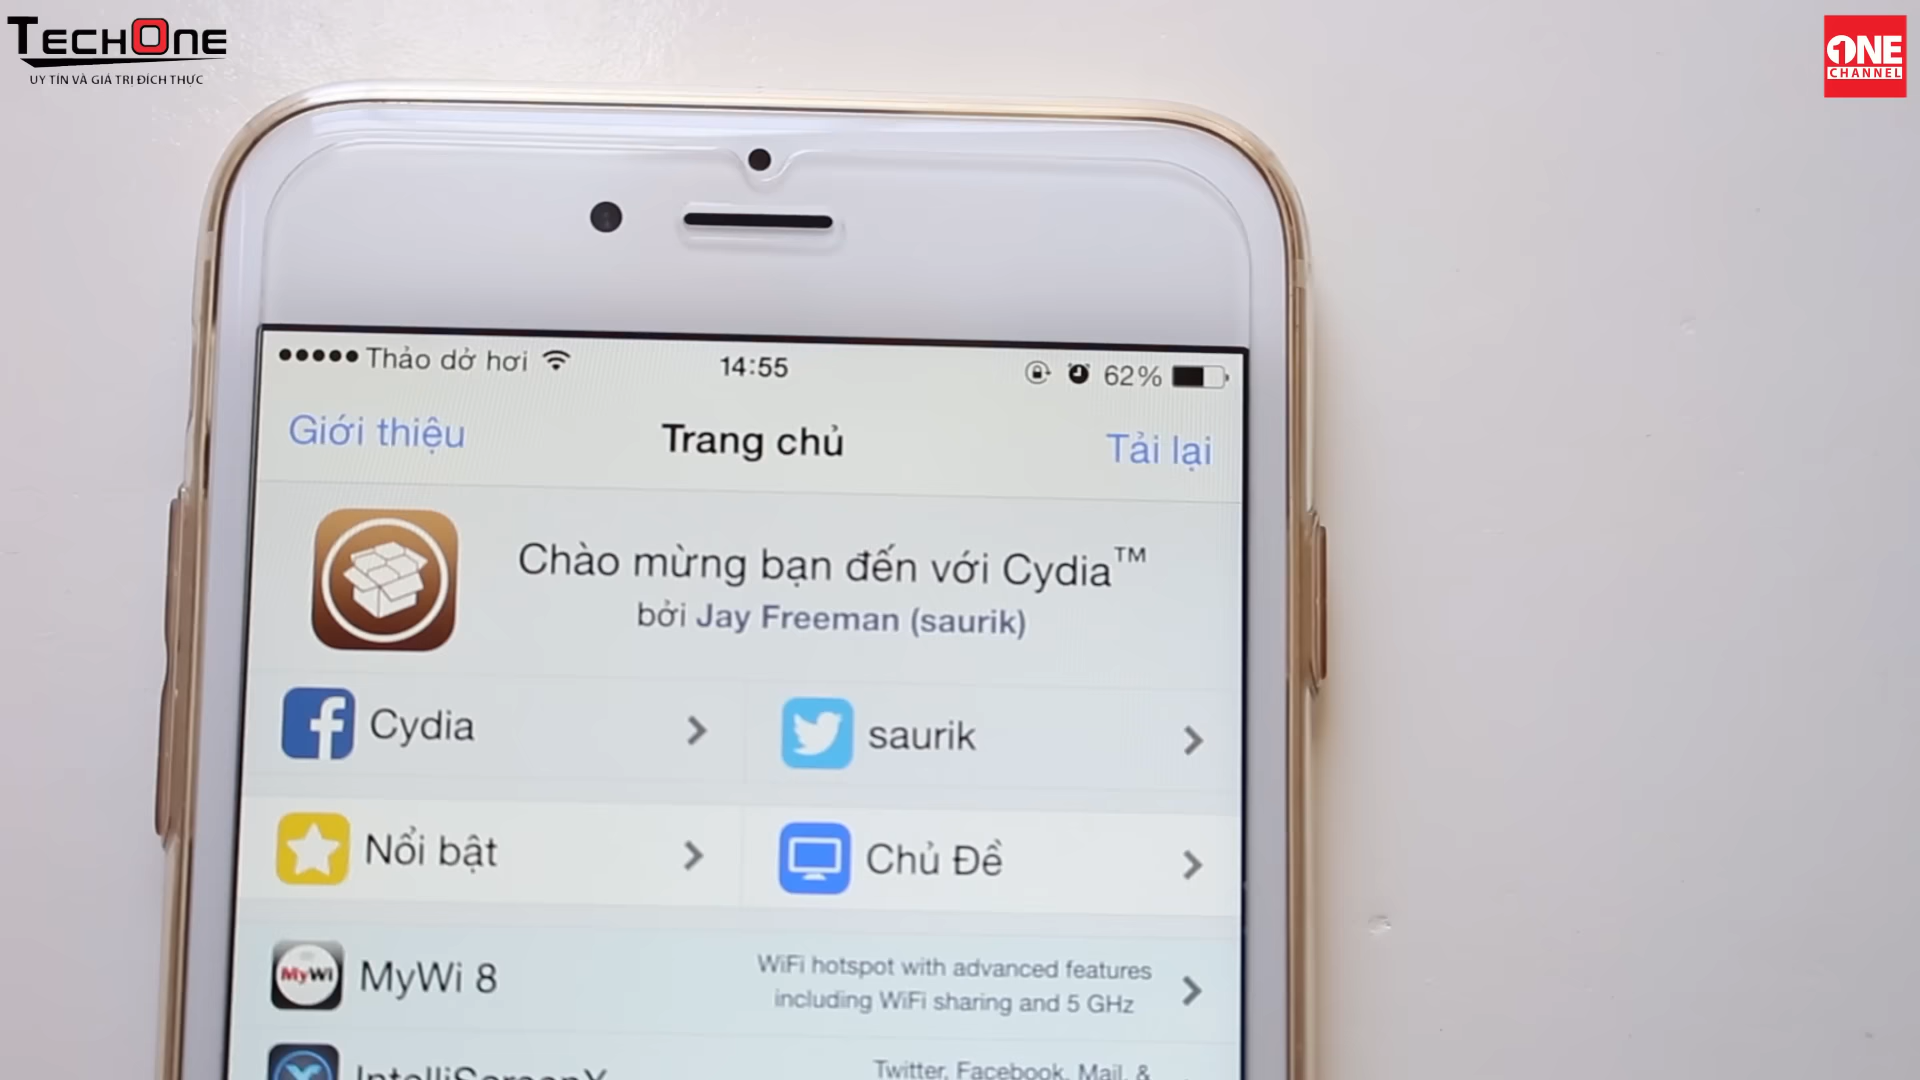 TECHONE
UY TÍN VÀ GIÁ TRỊ ĐÍCH THỰC
ONE
CHANNEL
Thảo dở hơi
14:55
62%
Giới thiệu
Trang chủ
Tải lại
Chào mừng bạn đến với Cydia™
bởi Jay Freeman (saurik)
Cydia
saurik
Nổi bật
Chủ Đề
MyWi
MyWi 8
WiFi hotspot with advanced features
including WiFi sharing and 5 GHz
IntelliScreenX
Twitter, Facebook, Mail, &